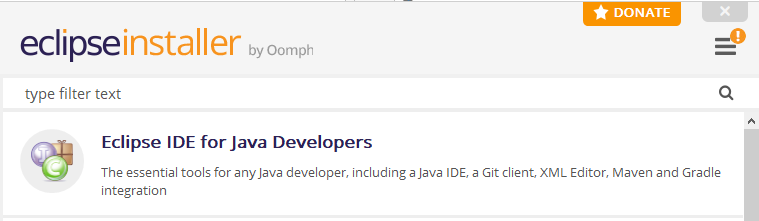 DONATE
eclipseinstaller by Oomph
type filter text
Eclipse IDE for Java Developers
The essential tools for any Java developer, including a Java IDE, a Git client, XML Editor, Maven and Gradle
integration